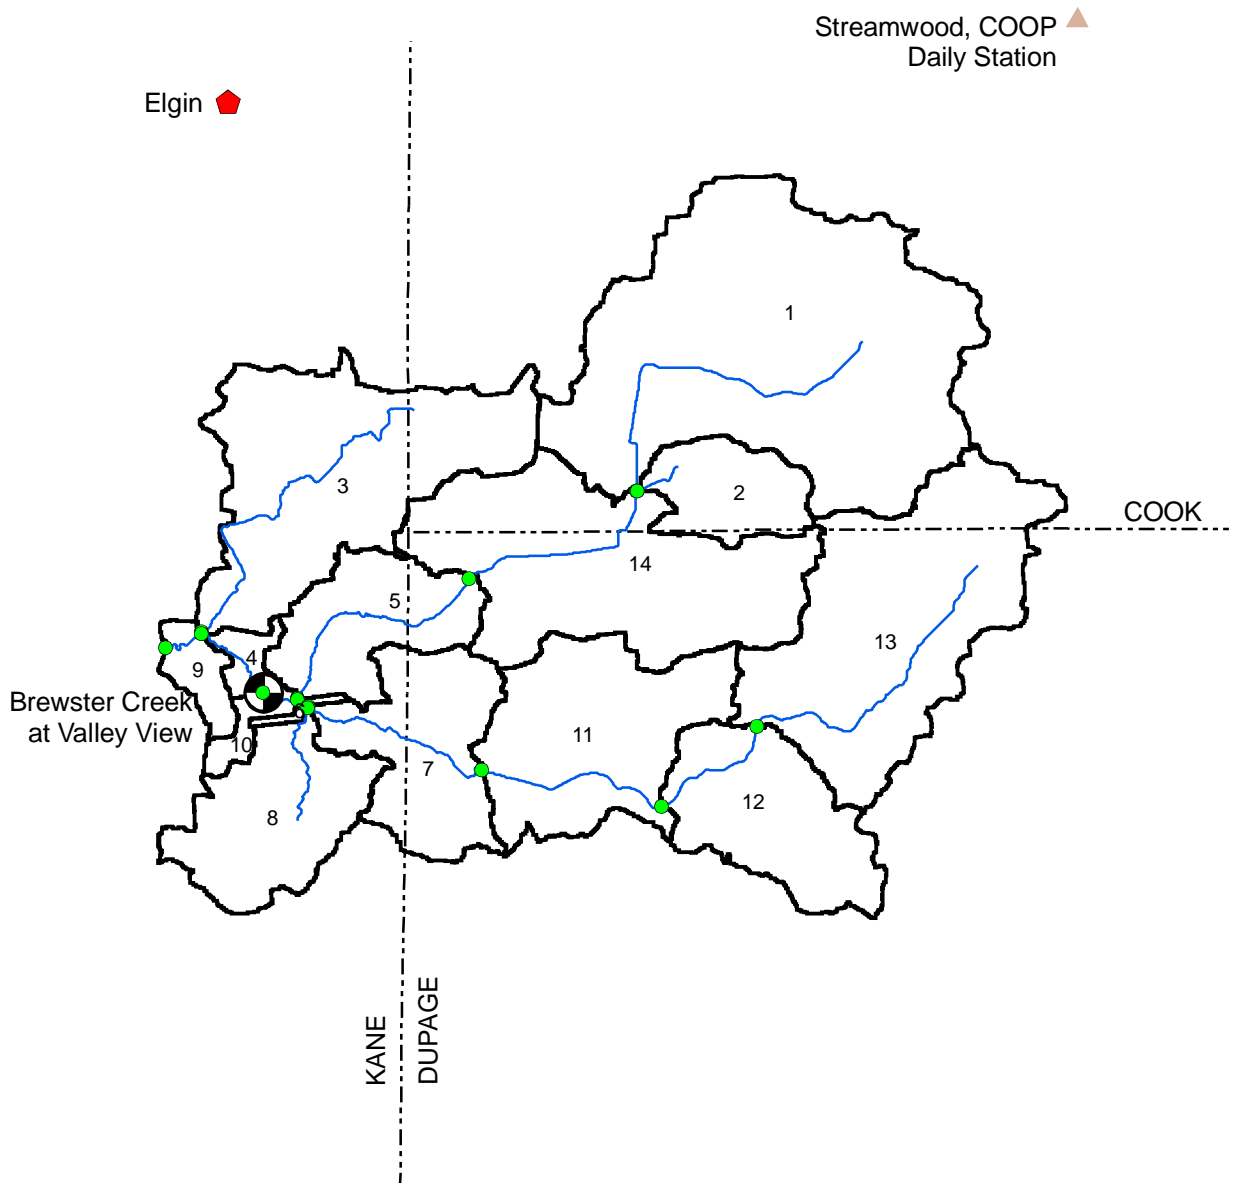 Streamwood, COOP
Daily Station
Elgin
1
2
3
COOK
14
5
13
4
9
Brewster Creek
at Valley View
6
10
11
7
12
8
KANE
DUPAGE